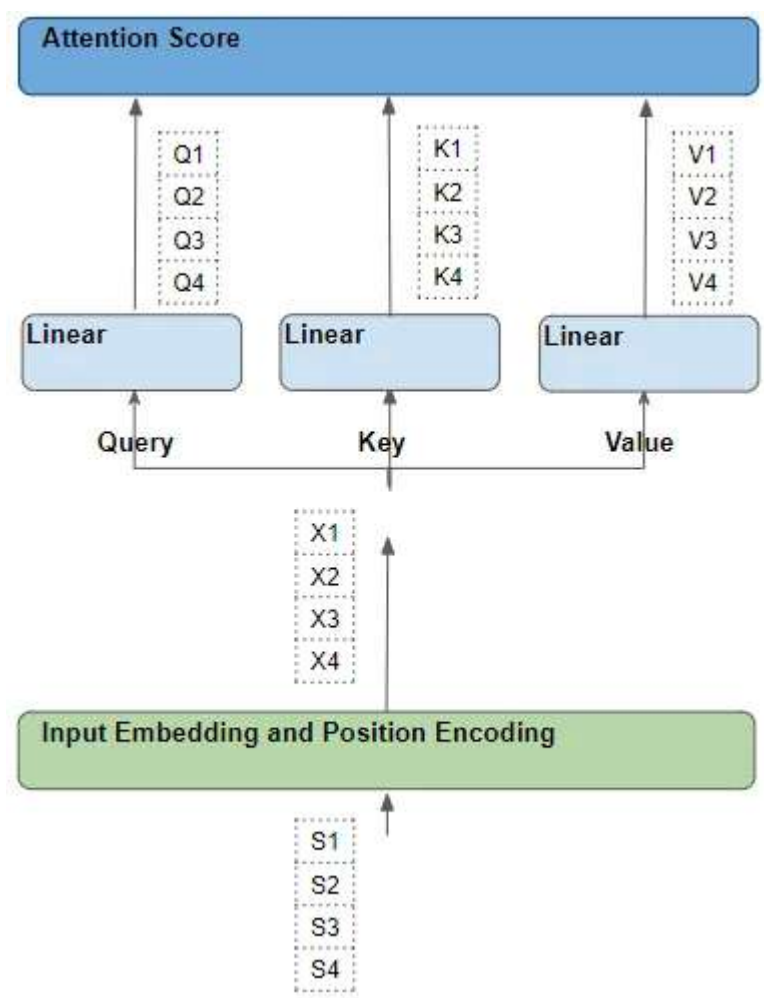 Attention Score
Q1
Q2
Q3
Q4
K1
K2
K3
K4
V1
V2
V3
V4
Linear
Linear
Linear
Query
Key
Value
X1
X2
X3
X4
Input Embedding and Position Encoding
S1
S2
S3
S4